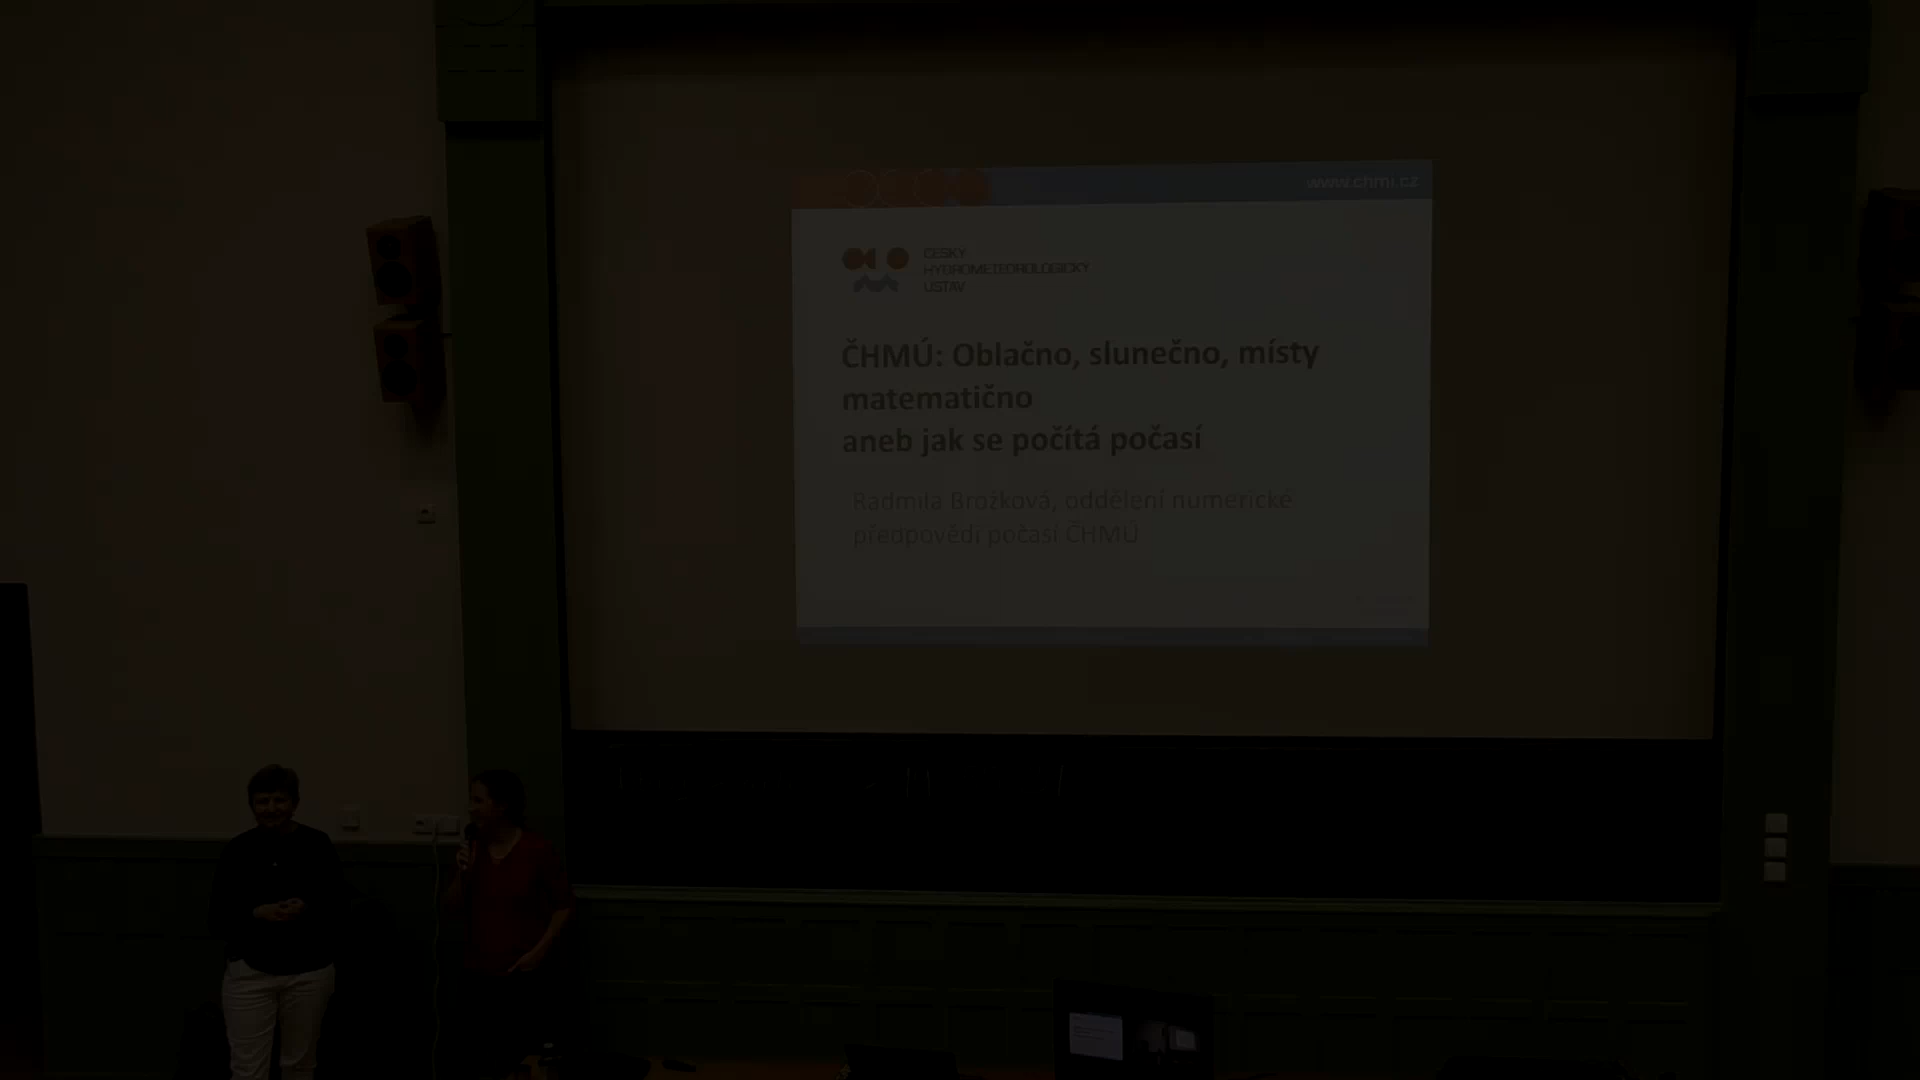 www.chmi.cz
ČESKÝ
HYDROMETEOROLOGICKÝ
ÚSTAV
ČHMÚ: Oblačno, slunečno, místy
matematično
aneb jak se počítá počasí
Radmila Brožková, oddělení numerické
předpovědi počasí ČHMÚ